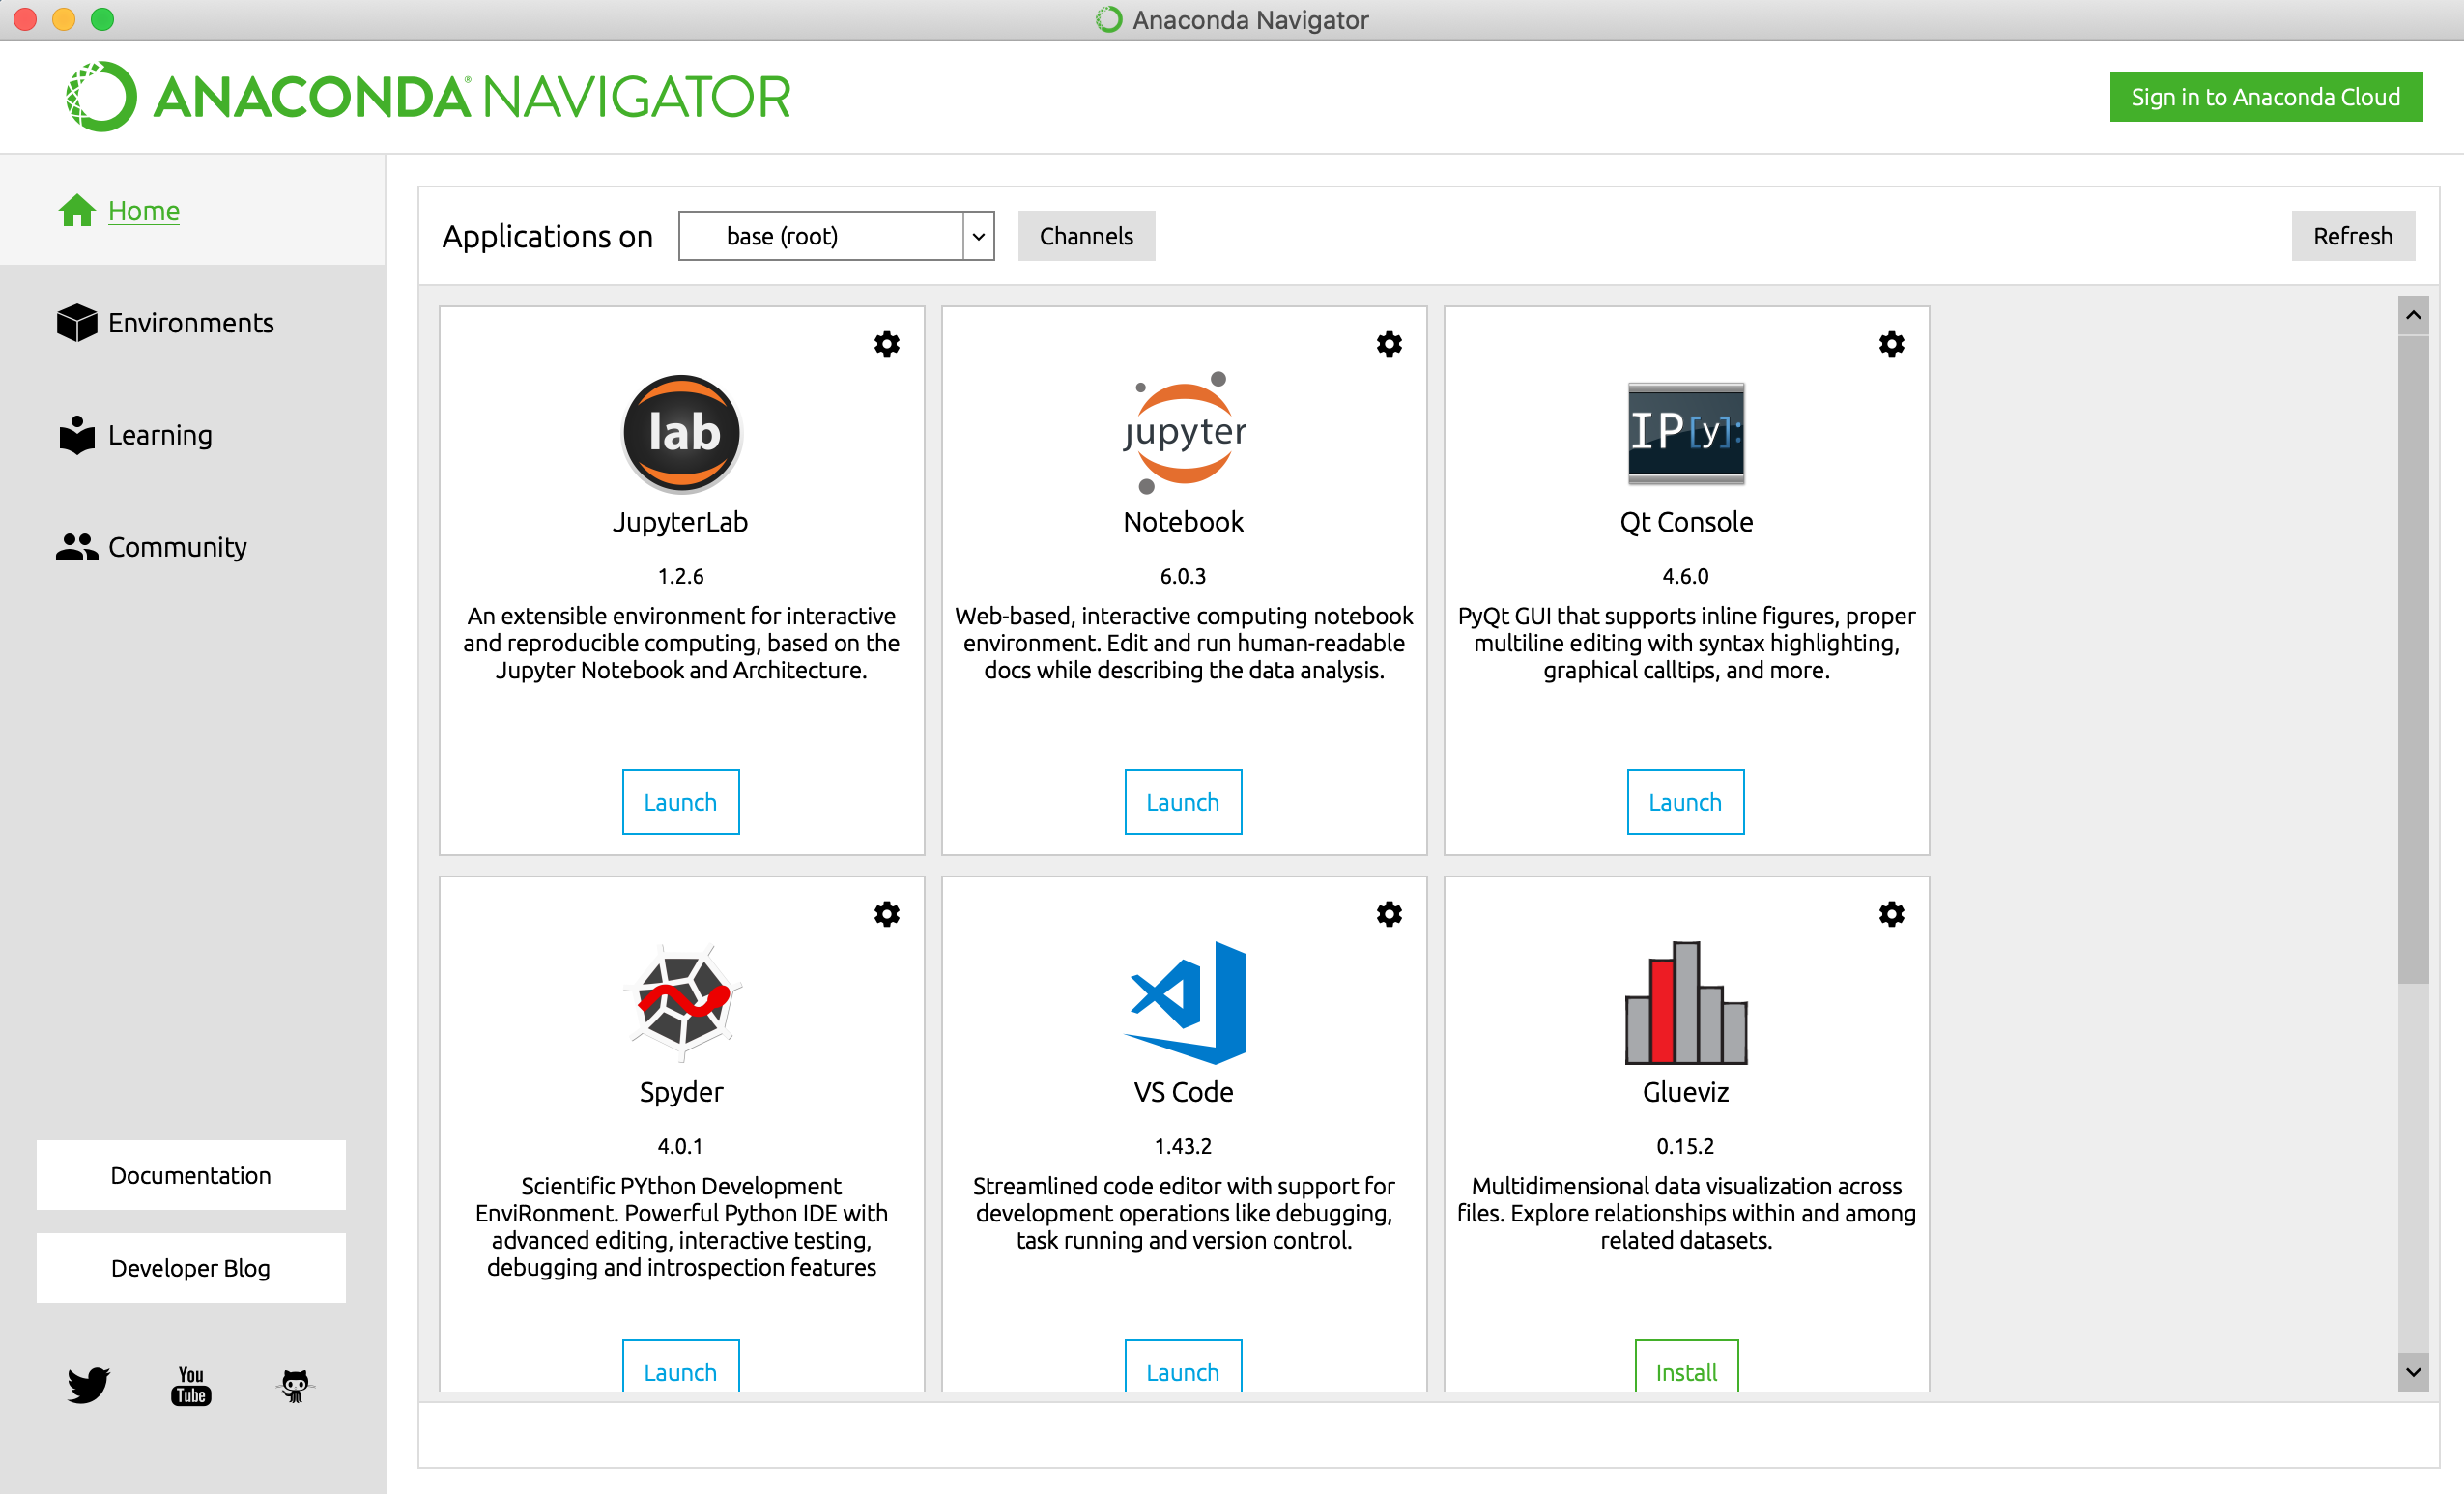 Anaconda Navigator
ANACONDA® NAVIGATOR
Sign in to Anaconda Cloud
Home
Environments
Learning
Community
Documentation
Developer Blog
You
Tube
Applications on
base (root)
Channels
Refresh
lab
JupyterLab
1.2.6
An extensible environment for interactive
and reproducible computing, based on the
Jupyter Notebook and Architecture.
Launch
jupyter
Notebook
6.0.3
Web-based, interactive computing notebook
environment. Edit and run human-readable
docs while describing the data analysis.
Launch
IP[y]:
Qt Console
4.6.0
PyQt GUI that supports inline figures, proper
multiline editing with syntax highlighting,
graphical calltips, and more.
Launch
Spyder
4.0.1
Scientific PYthon Development
EnviRonment. Powerful Python IDE with
advanced editing, interactive testing,
debugging and introspection features
Launch
VS Code
1.43.2
Streamlined code editor with support for
development operations like debugging,
task running and version control.
Launch
Glueviz
0.15.2
Multidimensional data visualization across
files. Explore relationships within and among
related datasets.
Install